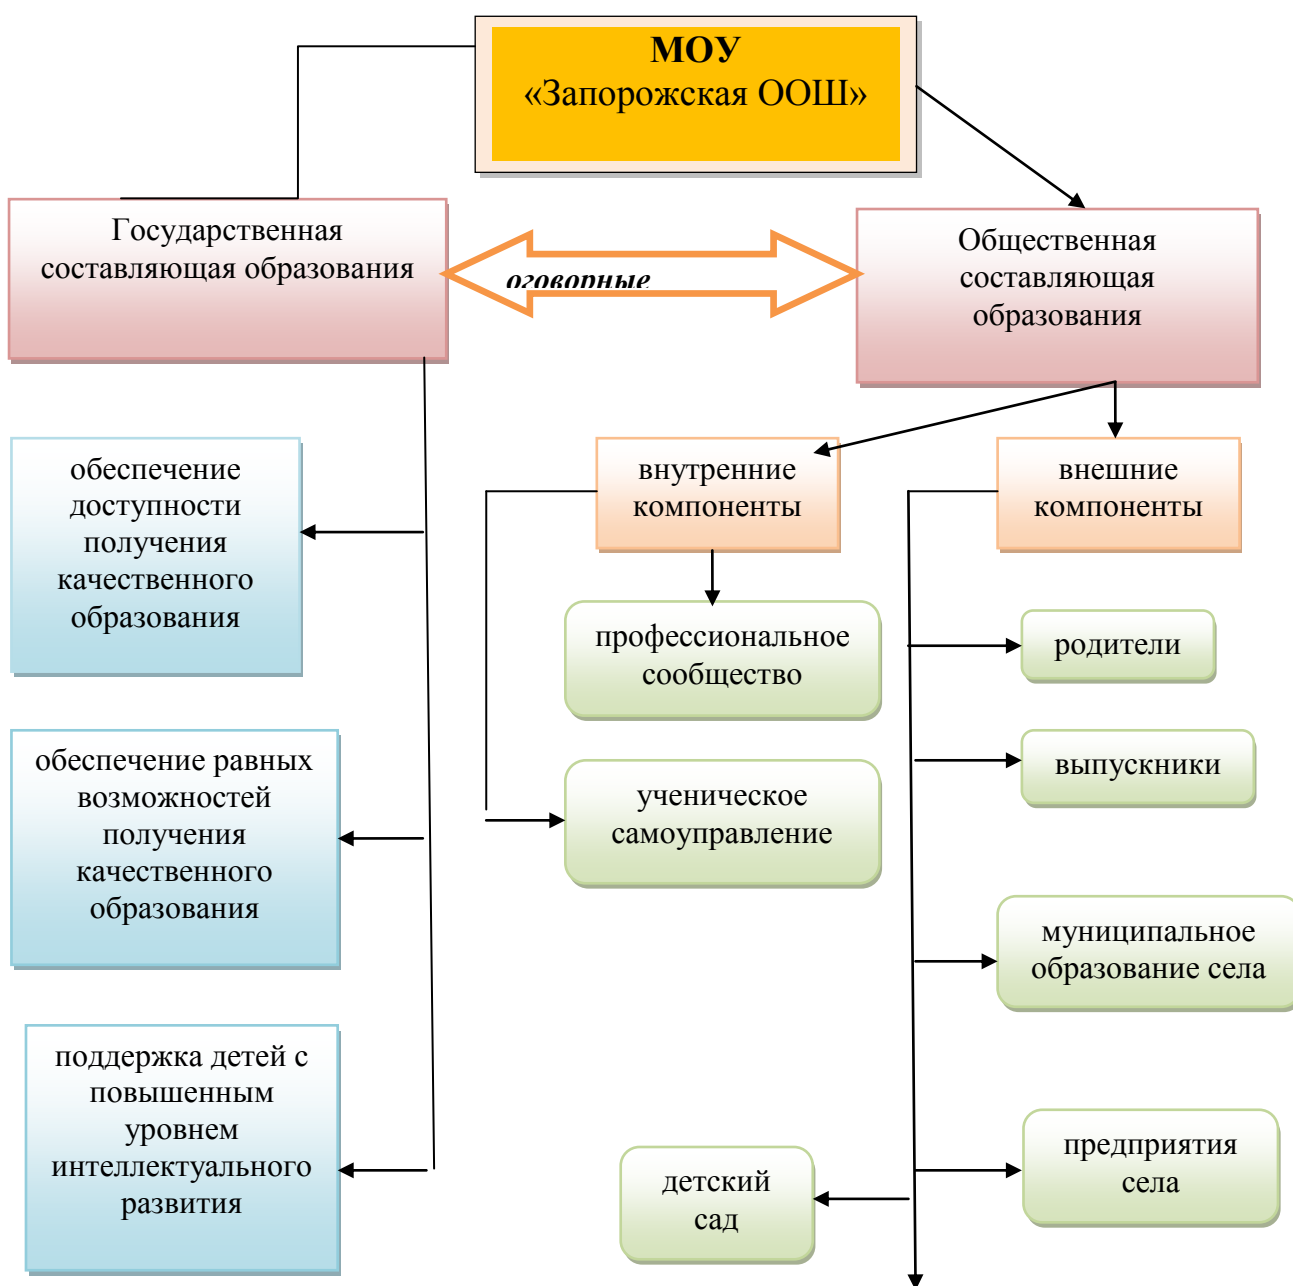 МОУ
«Запорожская ООШ»
Государственная
составляющая образования
оговорные
Общественная
составляющая
образования
обеспечение
доступности
получения
качественного
образования
внутренние
компоненты
внешние
компоненты
профессиональное
сообщество
родители
обеспечение равных
возможностей
получения
качественного
образования
ученическое
самоуправление
выпускники
муниципальное
образование села
поддержка детей с
повышенным
уровнем
интеллектуального
развития
детский
сад
предприятия
села